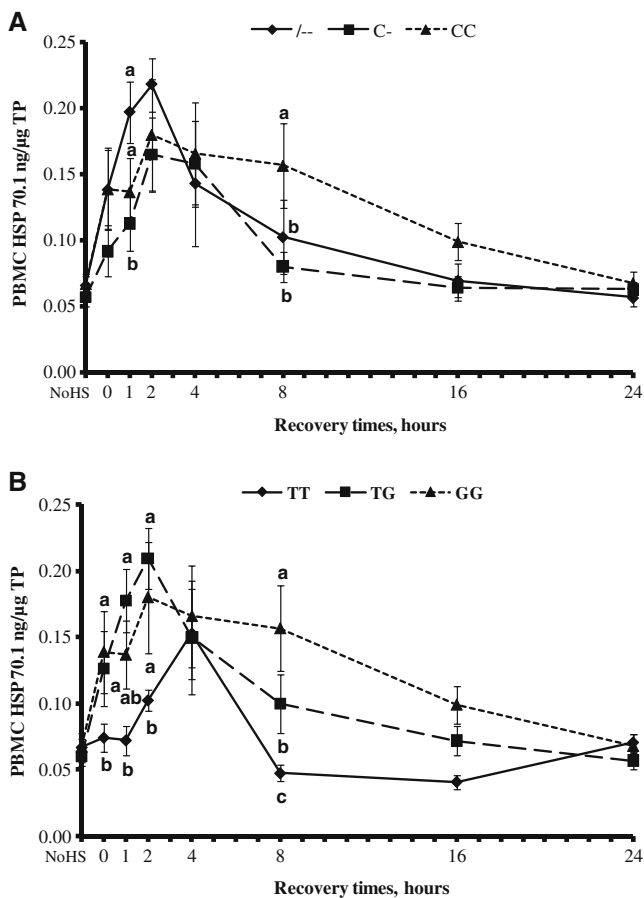 A
/-- C- CC
0.25
a
a
0.20
a
0.15
b
0.10
b
b
0.05
0.00
PBMC HSP 70.1 ng/µg TP
NoHS 0 1 2 4 8 16 24
Recovery times, hours
B
TT TG GG
0.25
a
a
a
a
0.20
0.15
a
a
ab
0.10
b
b
b
b
0.05
c
0.00
PBMC HSP 70.1 ng/µg TP
NoHS 0 1 2 4 8 16 24
Recovery times, hours